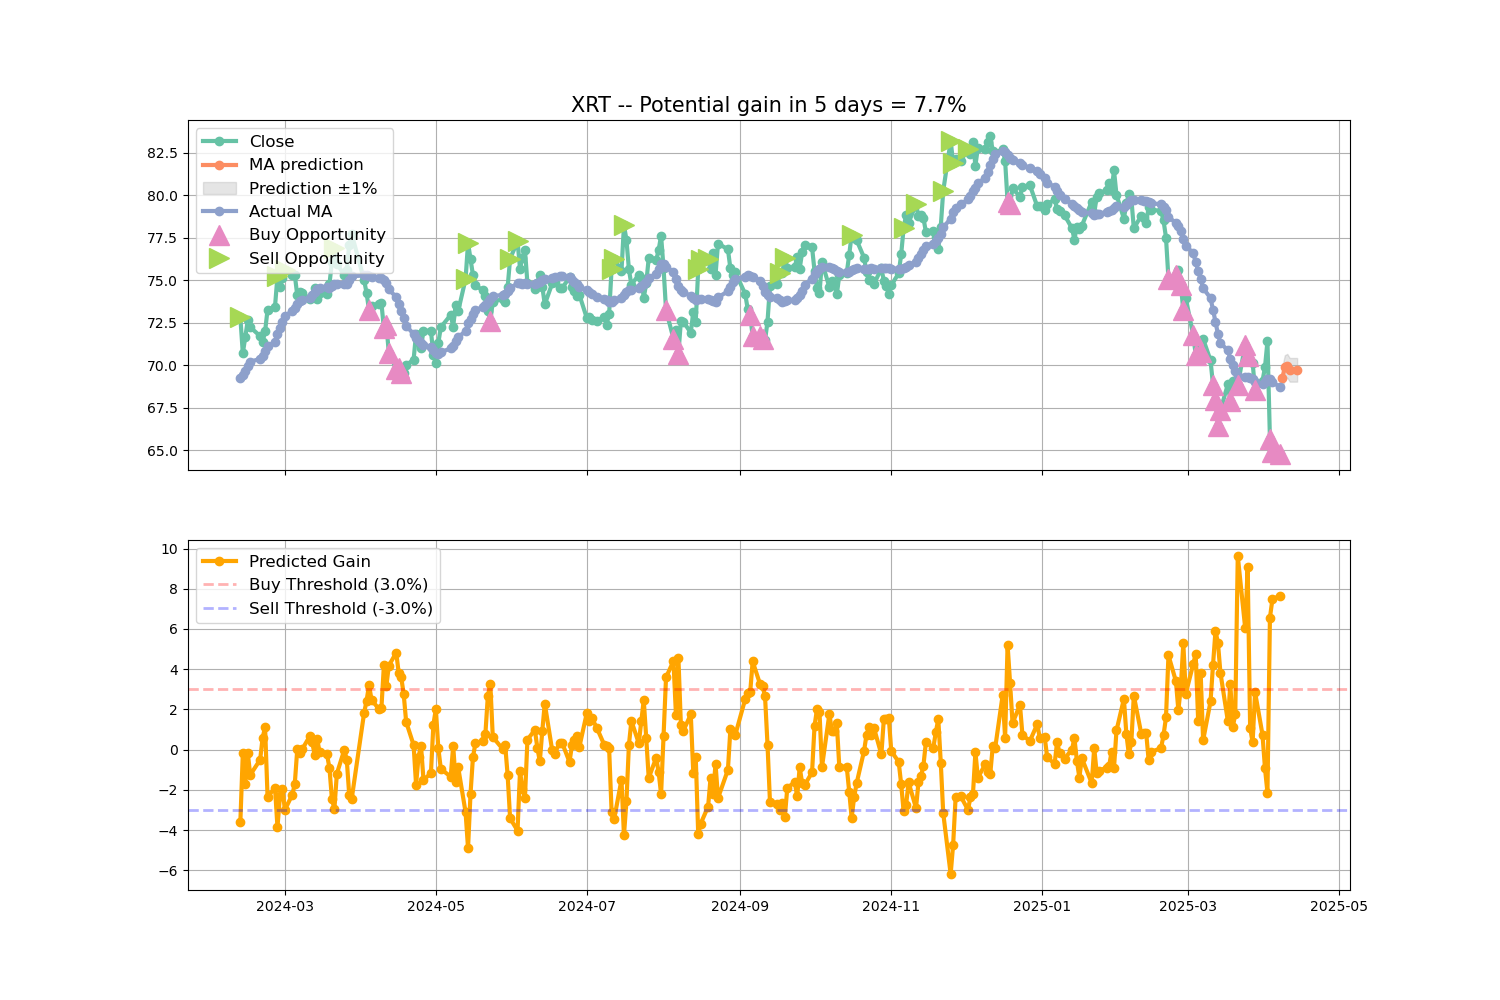 XRT -- Potential gain in 5 days = 7.7%
Close
MA prediction
Prediction ±1%
Actual MA
Buy Opportunity
Sell Opportunity
82.5
80.0
77.5
75.0
72.5
70.0
67.5
65.0
Predicted Gain
Buy Threshold (3.0%)
Sell Threshold (-3.0%)
10
8
6
4
2
0
−2
−4
−6
2024-03 2024-05 2024-07 2024-09 2024-11 2025-01 2025-03 2025-05